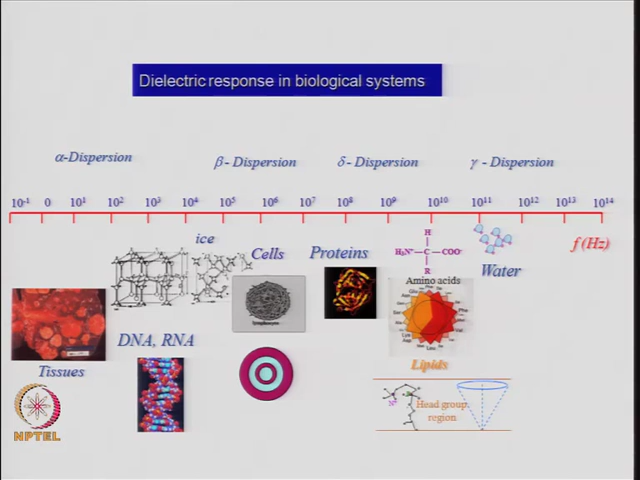 Dielectric response in biological systems
α-Dispersion β - Dispersion δ - Dispersion γ - Dispersion
10⁻¹ 0 10¹ 10² 10³ 10⁴ 10⁵ 10⁶ 10⁷ 10⁸ 10⁹ 10¹⁰ 10¹¹ 10¹² 10¹³ 10¹⁴
f (Hz)
ice
Cells
Proteins
H
H₃N⁺ C COO⁻
R
Amino acids
Water
lymphocyte
DNA, RNA
Tissues
Lipids
N⁺
Head group
region
NPTEL